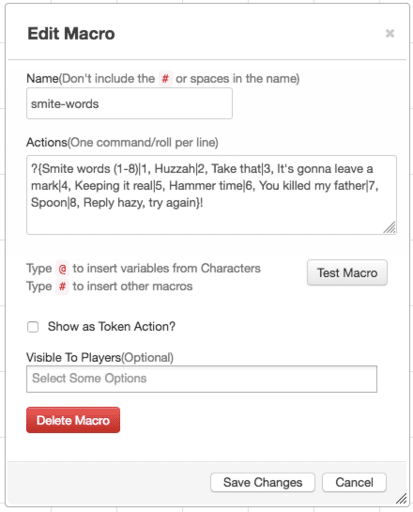 Edit Macro
×
Name(Don't include the # or spaces in the name)
smite-words
Actions(One command/roll per line)
?{Smite words (1-8)|1, Huzzah|2, Take that|3, It's gonna leave a
mark|4, Keeping it real|5, Hammer time|6, You killed my father|7,
Spoon|8, Reply hazy, try again}!
Type @ to insert variables from Characters
Type # to insert other macros
Test Macro
Show as Token Action?
Visible To Players(Optional)
Select Some Options
Delete Macro
Save Changes
Cancel